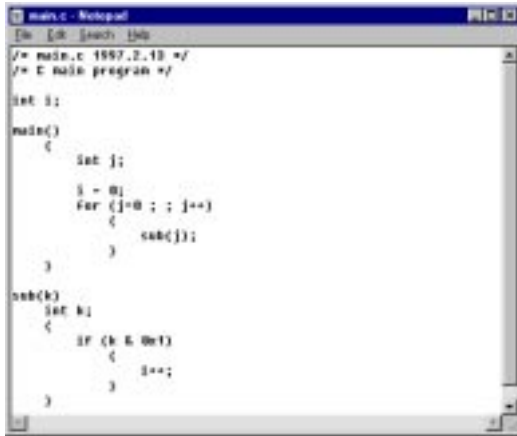 main.c - Notepad
File Edit Search Help
/* main.c 1997.2.13 */
/* C main program */
int i;
main()
{
int j;
i = 0;
for (j=0 ; ; j++)
{
sub(j);
}
}
sub(k)
int k;
{
if (k & 0x1)
{
i++;
}
}